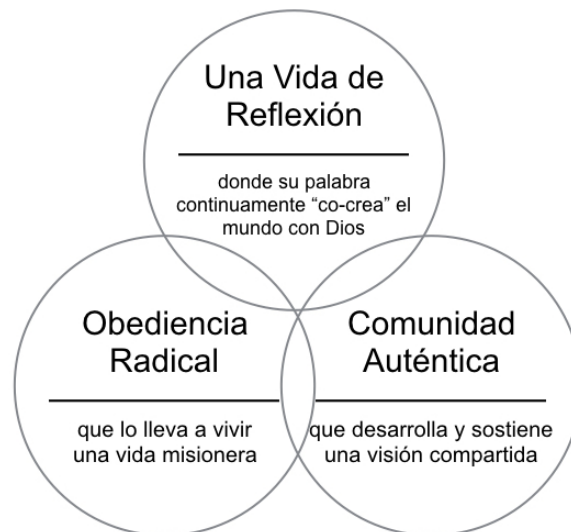 Una Vida de
Reflexión
donde su palabra
continuamente “co-crea” el
mundo con Dios
Obediencia
Radical
que lo lleva a vivir
una vida misionera
Comunidad
Auténtica
que desarrolla y sostiene
una visión compartida